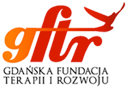 gftr
GDAŃSKA FUNDACJA
TERAPII I ROZWOJU